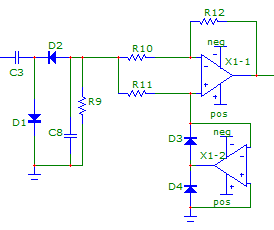 R12
neg
D2
R10
X1-1
C3
R11
R9
pos
D1
C8
D3
neg
X1-2
D4
pos